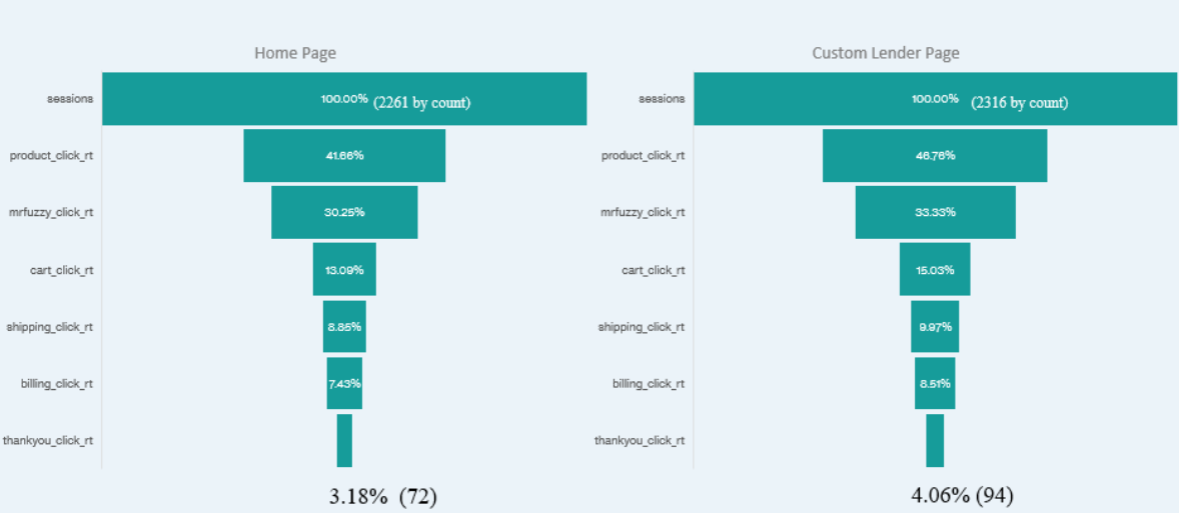 Home Page
sessions 100.00% (2261 by count)
product_click_rt 41.66%
mrfuzzy_click_rt 30.25%
cart_click_rt 13.09%
shipping_click_rt 8.85%
billing_click_rt 7.43%
thankyou_click_rt
3.18% (72)
Custom Lender Page
sessions 100.00% (2316 by count)
product_click_rt 46.76%
mrfuzzy_click_rt 33.33%
cart_click_rt 15.03%
shipping_click_rt 9.97%
billing_click_rt 8.51%
thankyou_click_rt
4.06% (94)